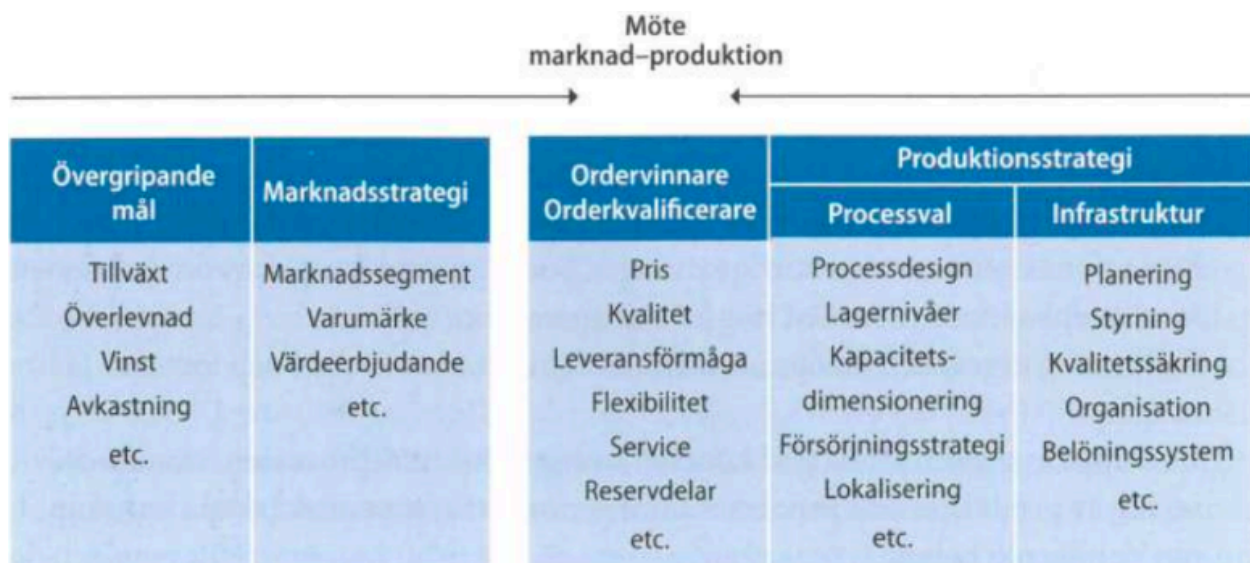 Möte
marknad–produktion
Övergripande
mål
Marknadsstrategi
Ordervinnare
Orderkvalificerare
Produktionsstrategi
Processval
Infrastruktur
Tillväxt
Överlevnad
Vinst
Avkastning
etc.
Marknadssegment
Varumärke
Värdeerbjudande
etc.
Pris
Kvalitet
Leveransförmåga
Flexibilitet
Service
Reservdelar
etc.
Processdesign
Lagernivåer
Kapacitets-
dimensionering
Försörjningsstrategi
Lokalisering
etc.
Planering
Styrning
Kvalitetssäkring
Organisation
Belöningssystem
etc.